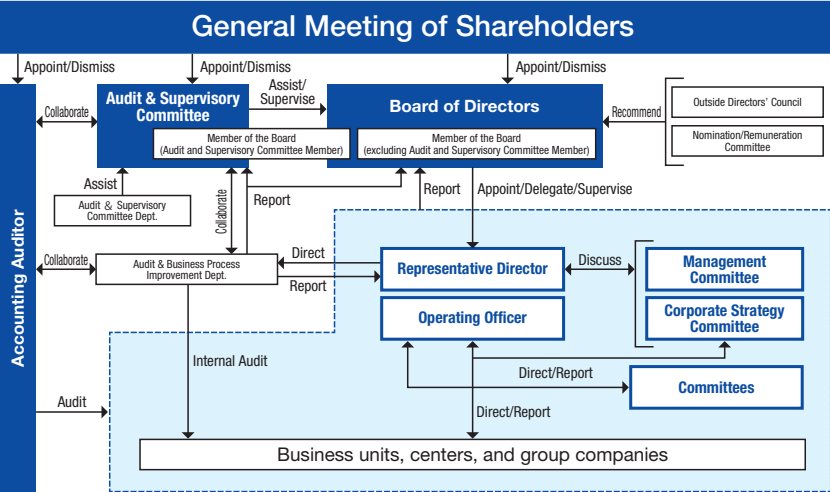 General Meeting of Shareholders
Appoint/Dismiss
Appoint/Dismiss
Appoint/Dismiss
Accounting Auditor
Collaborate
Audit & Supervisory
Committee
Member of the Board
(Audit and Supervisory Committee Member)
Assist/
Supervise
Board of Directors
Member of the Board
(excluding Audit and Supervisory Committee Member)
Recommend
Outside Directors' Council
Nomination/Remuneration
Committee
Assist
Audit & Supervisory
Committee Dept.
Collaborate
Report
Report
Appoint/Delegate/Supervise
Collaborate
Audit & Business Process
Improvement Dept.
Direct
Report
Representative Director
Discuss
Management
Committee
Operating Officer
Corporate Strategy
Committee
Internal Audit
Direct/Report
Committees
Audit
Direct/Report
Business units, centers, and group companies